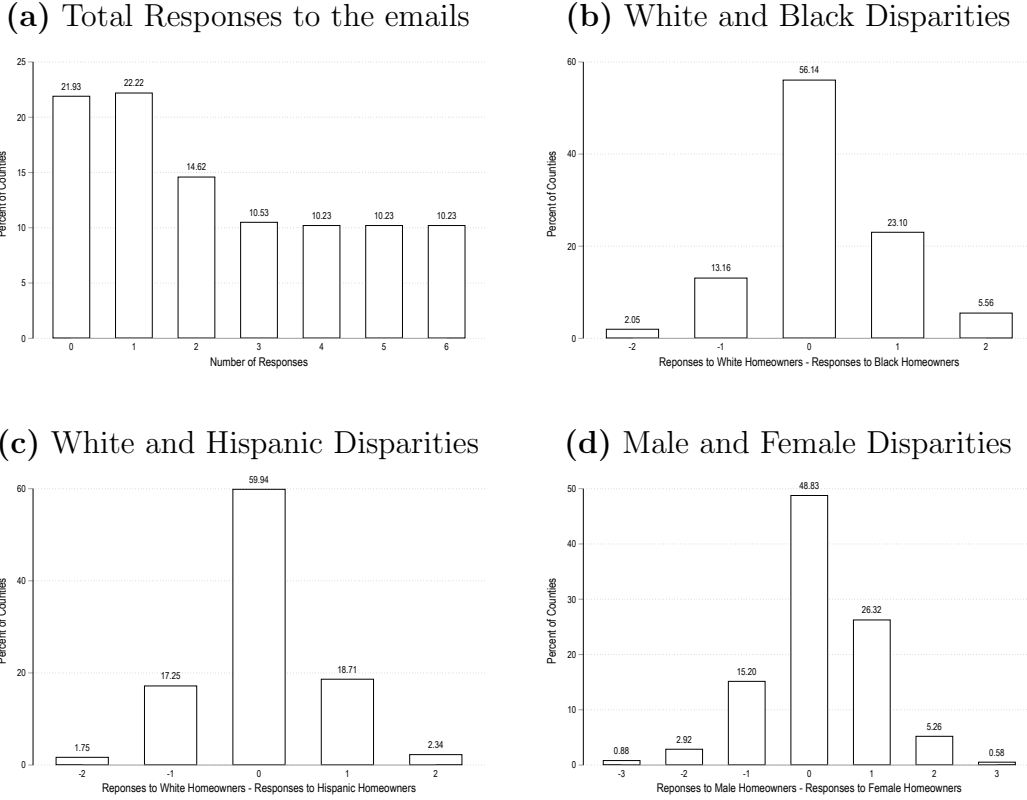 (a) Total Responses to the emails
25
20
15
10
5
0
Percent of Counties
21.93
22.22
14.62
10.53
10.23
10.23
10.23
0 1 2 3 4 5 6
Number of Responses
(b) White and Black Disparities
60
40
20
0
Percent of Counties
2.05
13.16
56.14
23.10
5.56
-2 -1 0 1 2
Reponses to White Homeowners - Responses to Black Homeowners
(c) White and Hispanic Disparities
60
40
20
0
Percent of Counties
1.75
17.25
59.94
18.71
2.34
-2 -1 0 1 2
Reponses to White Homeowners - Responses to Hispanic Homeowners
(d) Male and Female Disparities
50
40
30
20
10
0
Percent of Counties
0.88
2.92
15.20
48.83
26.32
5.26
0.58
-3 -2 -1 0 1 2 3
Reponses to Male Homeowners - Responses to Female Homeowners